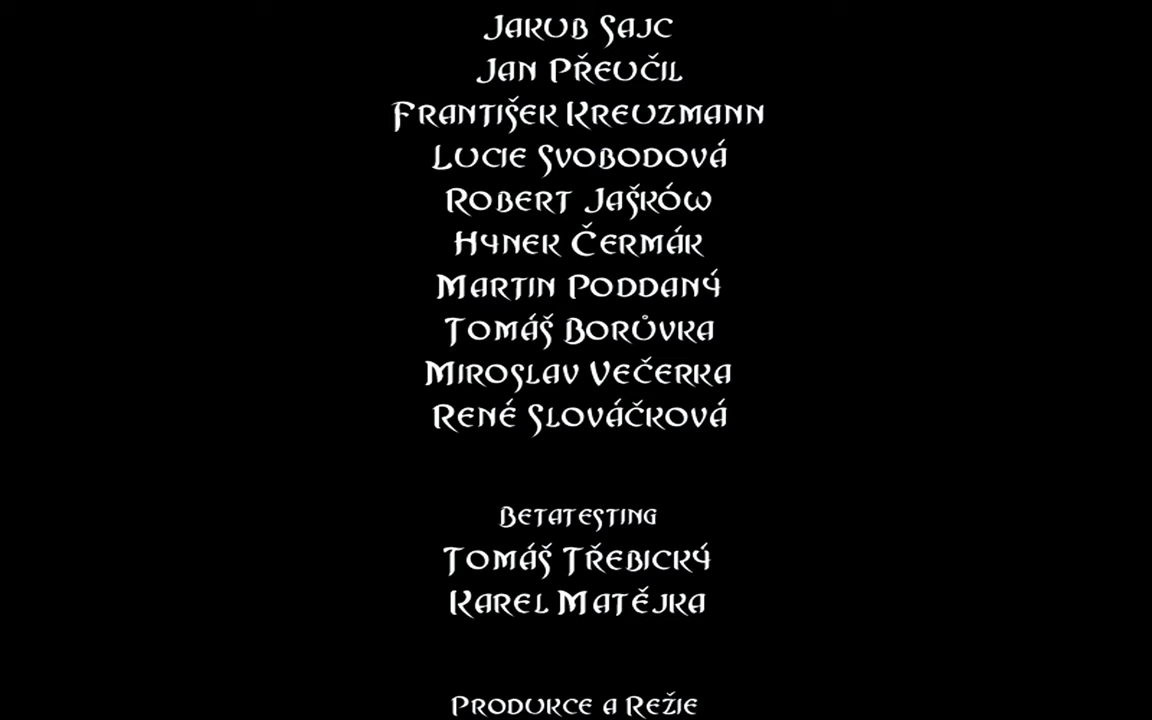 Jakub Sajc
Jan Přeučil
František Kreuzmann
Lucie Svobodová
Robert Jašków
Hynek Čermák
Martin Poddaný
Tomáš Borůvka
Miroslav Večerka
René Slováčková
Betatesting
Tomáš Třebický
Karel Matějka
Produkce a Režie